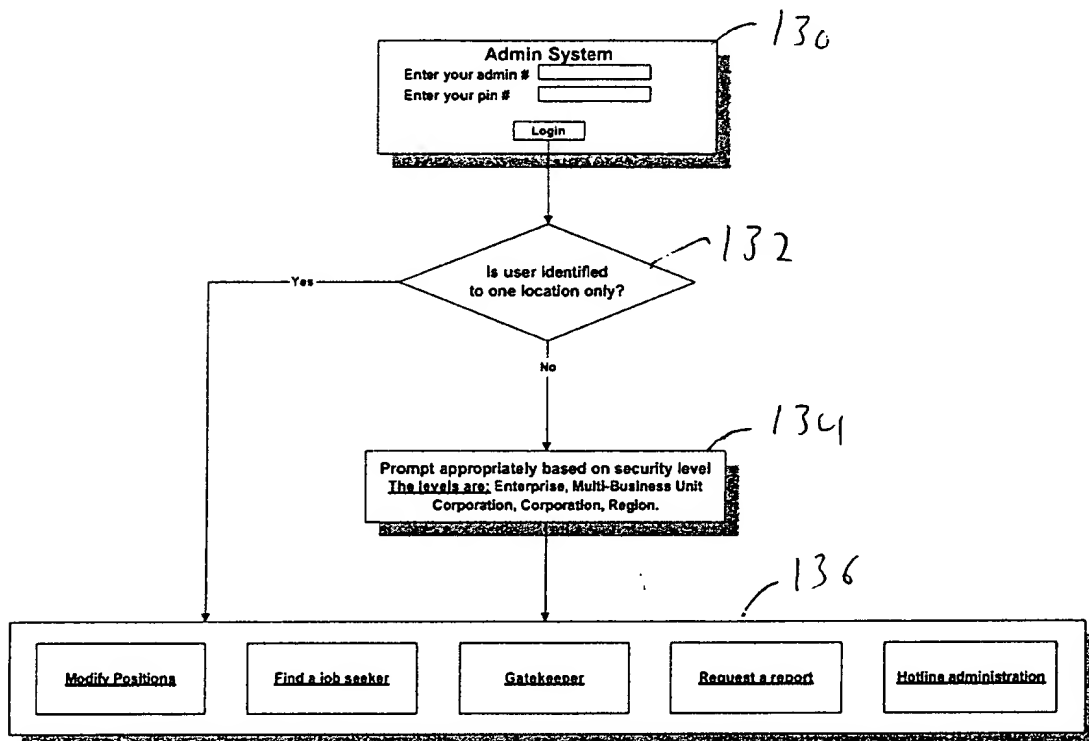 130
Admin System
Enter your admin #
Enter your pin #
Login
132
Is user identified
to one location only?
Yes
No
134
Prompt appropriately based on security level
The levels are: Enterprise, Multi-Business Unit
Corporation, Corporation, Region.
136
Modify Positions
Find a job seeker
Gatekeeper
Request a report
Hotline administration